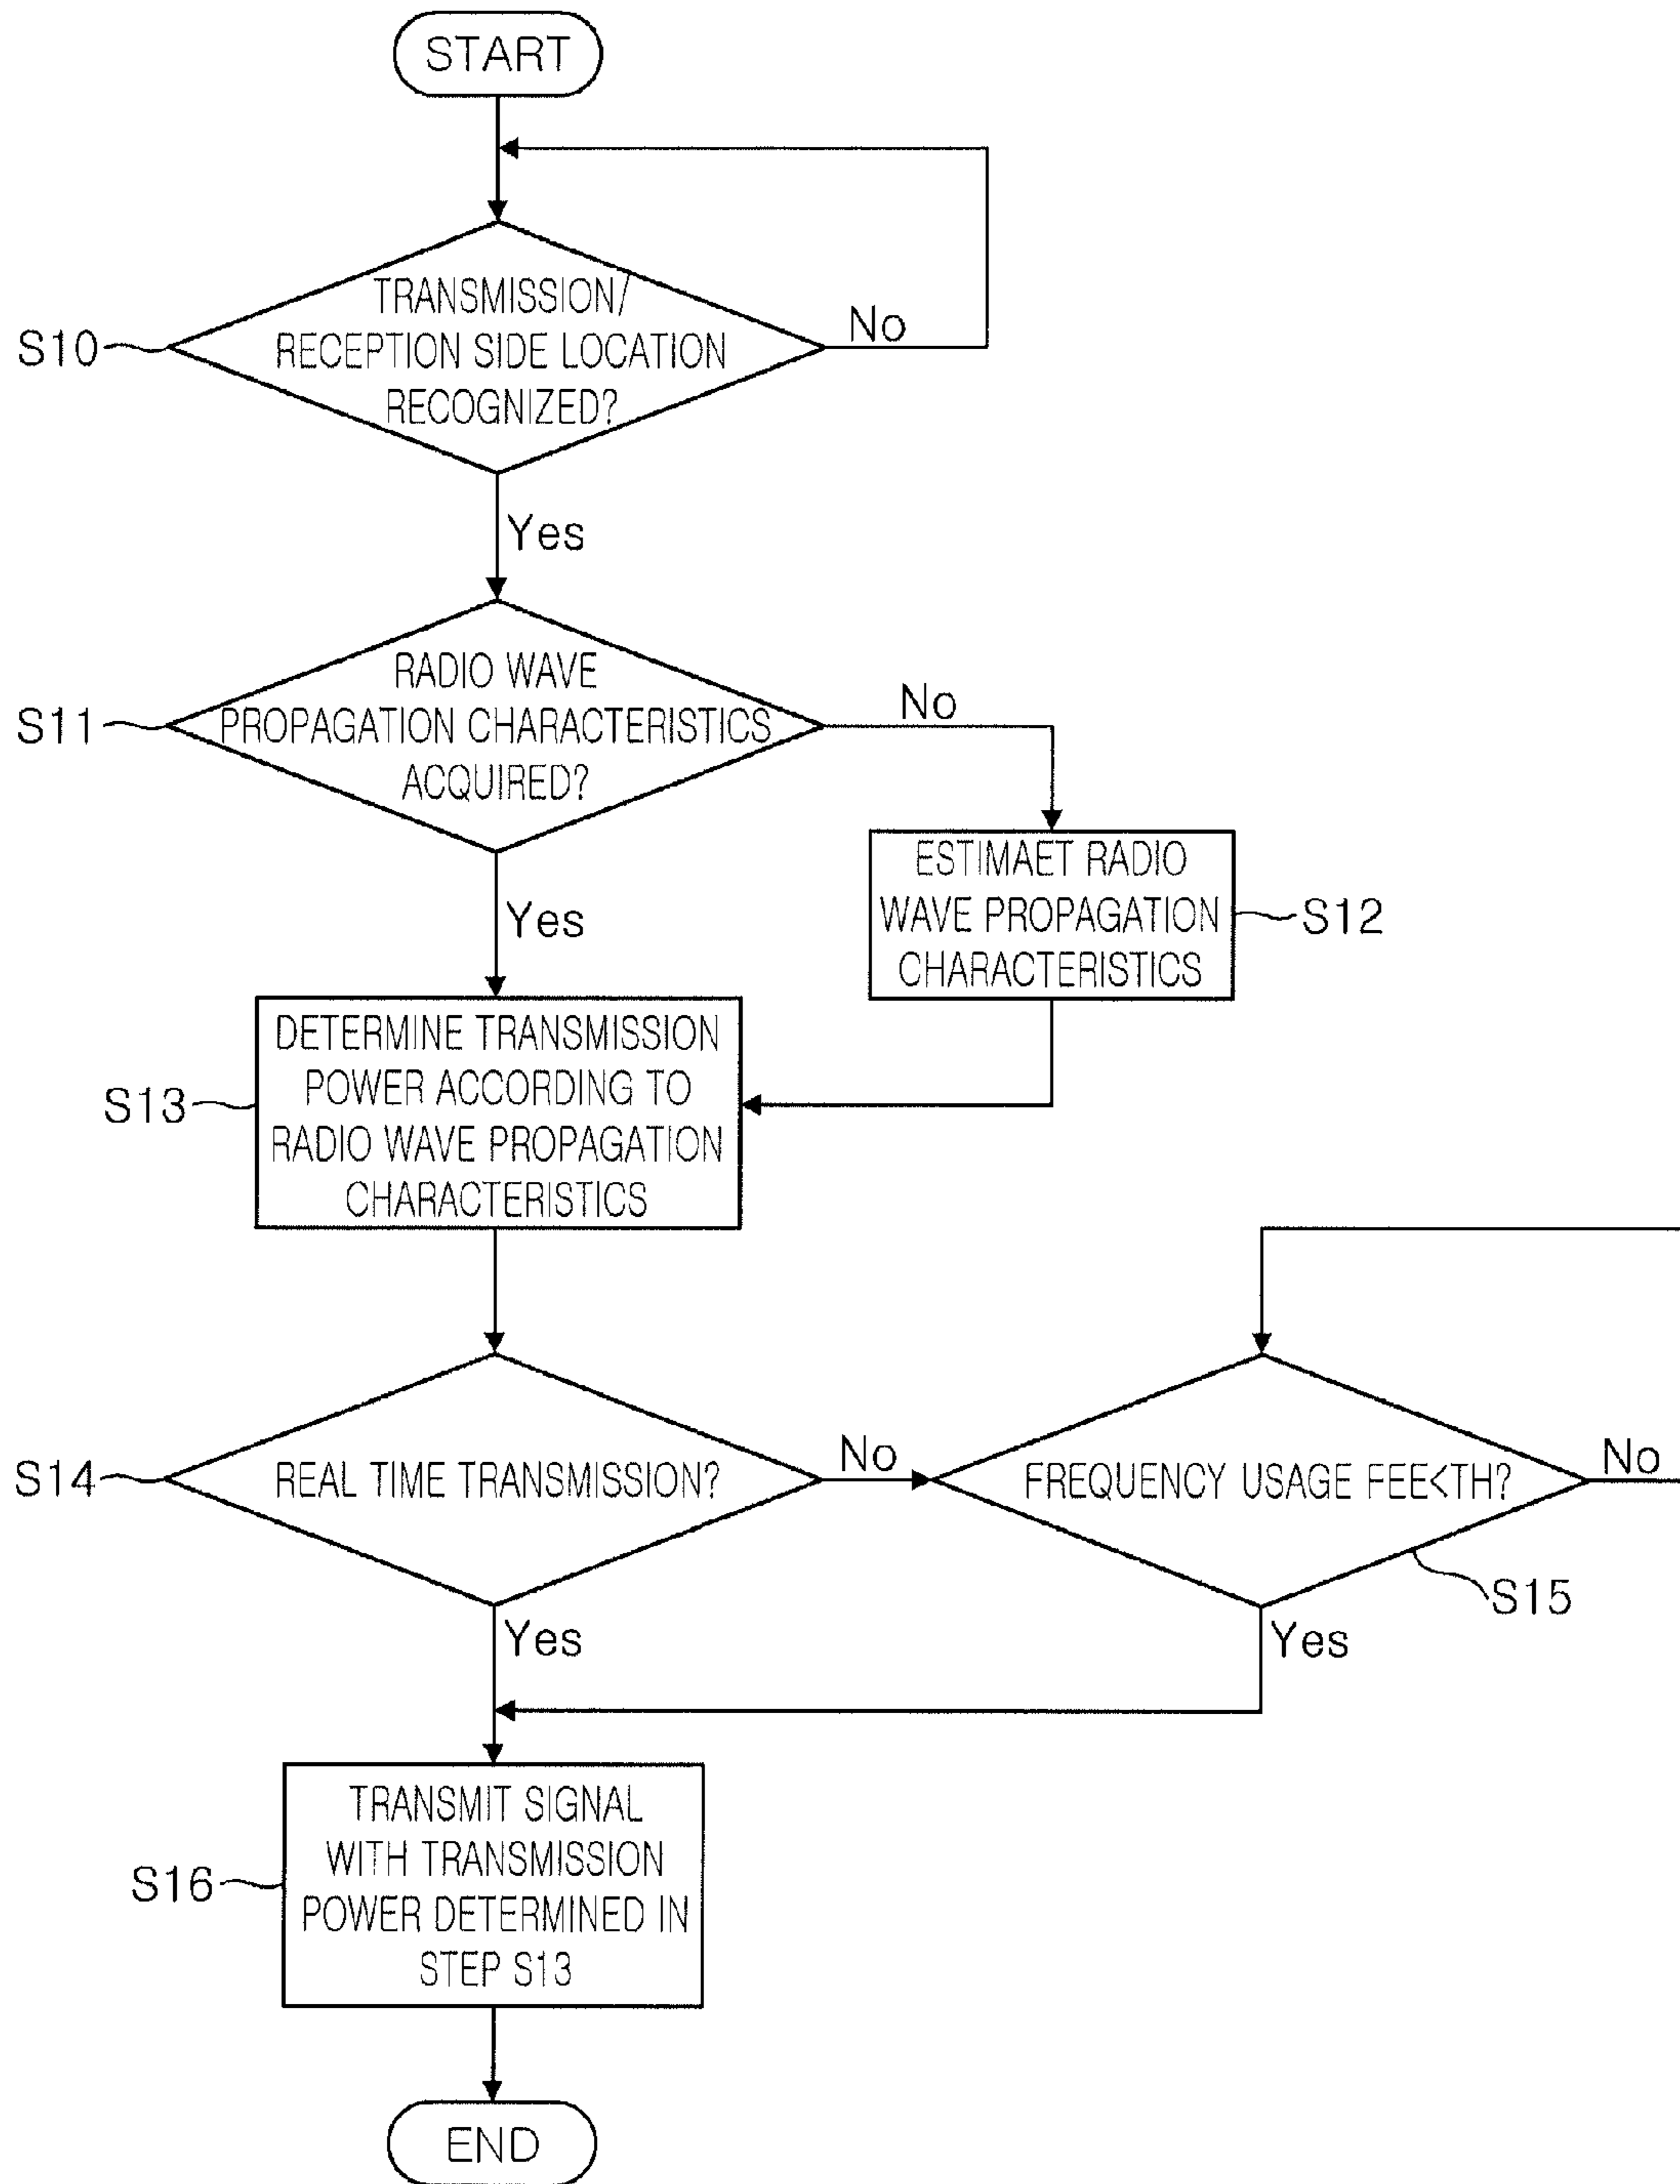 START
TRANSMISSION/
RECEPTION SIDE LOCATION
RECOGNIZED?
S10
No
Yes
RADIO WAVE
PROPAGATION CHARACTERISTICS
ACQUIRED?
S11
No
Yes
ESTIMAET RADIO
WAVE PROPAGATION
CHARACTERISTICS
S12
DETERMINE TRANSMISSION
POWER ACCORDING TO
RADIO WAVE PROPAGATION
CHARACTERISTICS
S13
S14
REAL TIME TRANSMISSION?
No
FREQUENCY USAGE FEE<TH?
No
S15
Yes
Yes
TRANSMIT SIGNAL
WITH TRANSMISSION
POWER DETERMINED IN
STEP S13
S16
END